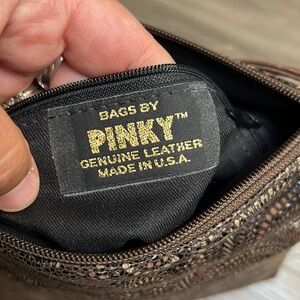 BAGS BY
PINKY™
GENUINE LEATHER
MADE IN U.S.A.